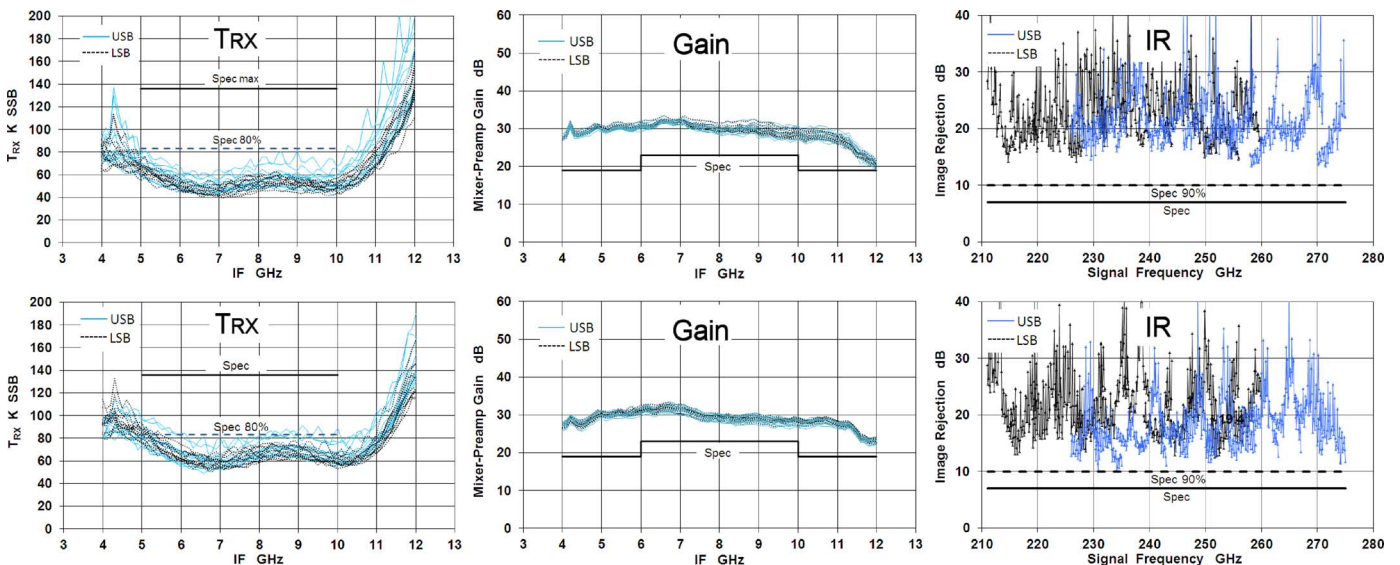 TRX
USB
LSB
Spec max
Spec 80%
TRX K SSB
200
180
160
140
120
100
80
60
40
20
0
3 4 5 6 7 8 9 10 11 12 13
IF GHz
Gain
USB
LSB
Spec
Mixer-Preamp Gain dB
60
50
40
30
20
10
0
3 4 5 6 7 8 9 10 11 12 13
IF GHz
IR
USB
LSB
Spec 90%
Spec
Image Rejection dB
40
30
20
10
0
210 220 230 240 250 260 270 280
Signal Frequency GHz
TRX
USB
LSB
Spec
Spec 80%
TRX K SSB
200
180
160
140
120
100
80
60
40
20
0
3 4 5 6 7 8 9 10 11 12 13
IF GHz
Gain
USB
LSB
Spec
Mixer-Preamp Gain dB
60
50
40
30
20
10
0
3 4 5 6 7 8 9 10 11 12 13
IF GHz
IR
USB
LSB
Spec 90%
Spec
Image Rejection dB
40
30
20
10
0
210 220 230 240 250 260 270 280
Signal Frequency GHz